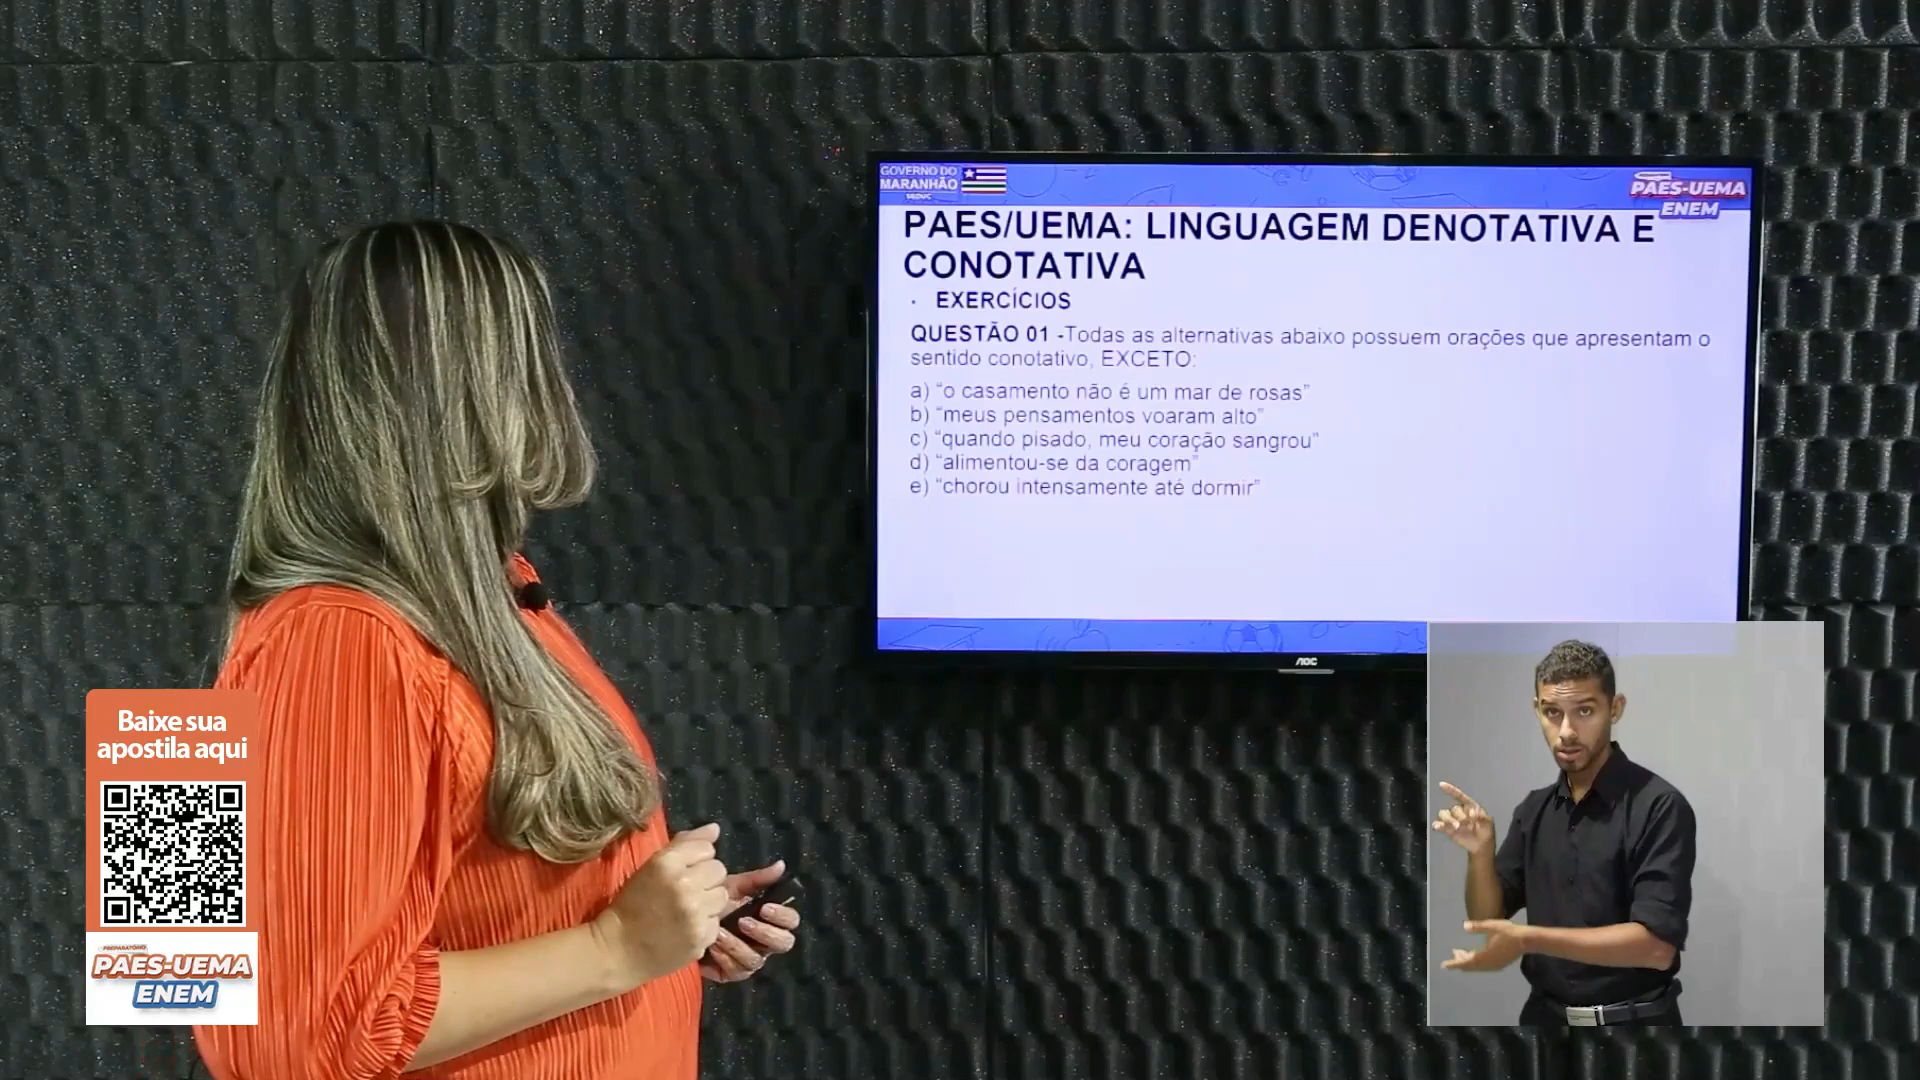 GOVERNO DO
MARANHÃO
SEDUC
PAES-UEMA
ENEM
PAES/UEMA: LINGUAGEM DENOTATIVA E
CONOTATIVA
• EXERCÍCIOS
QUESTÃO 01 -Todas as alternativas abaixo possuem orações que apresentam o
sentido conotativo, EXCETO:
a) “o casamento não é um mar de rosas”
b) “meus pensamentos voaram alto”
c) “quando pisado, meu coração sangrou”
d) “alimentou-se da coragem”
e) “chorou intensamente até dormir”
AOC
Baixe sua
apostila aqui
PREPARATÓRIO
PAES-UEMA
ENEM